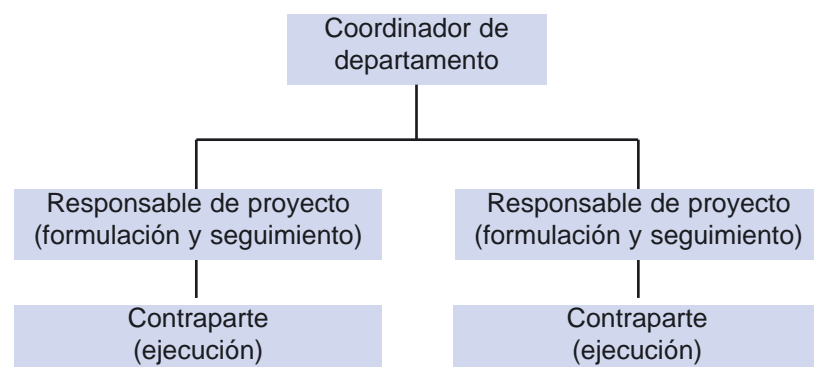 Coordinador de
departamento
Responsable de proyecto
(formulación y seguimiento)
Responsable de proyecto
(formulación y seguimiento)
Contraparte
(ejecución)
Contraparte
(ejecución)